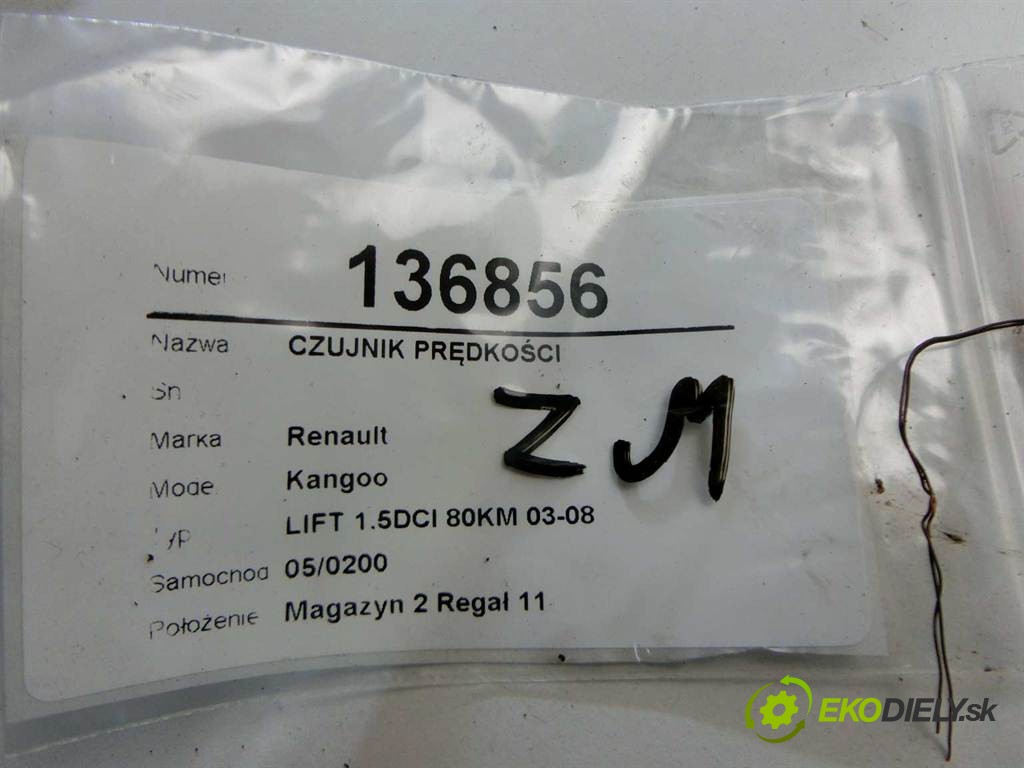 Numer 136856
Nazwa CZUJNIK PRĘDKOŚCI
Sn
Z M
Marka Renault
Model Kangoo
Typ LIFT 1.5DCI 80KM 03-08
Samochod 05/0200
Położenie Magazyn 2 Regał 11
EKODIELY.sk